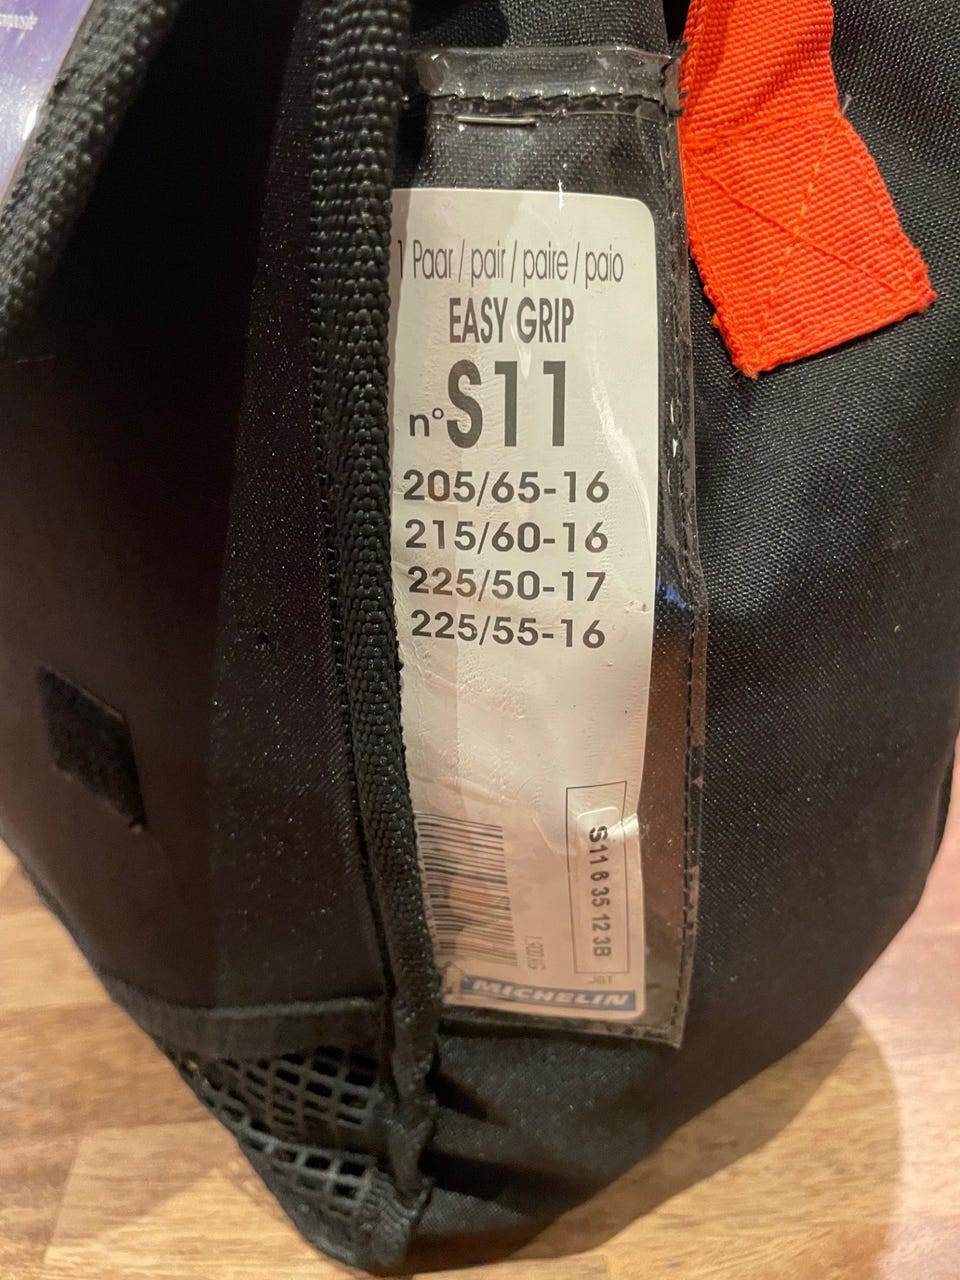 1 Paar / pair / paire / paio
EASY GRIP
n° S11
205/65-16
215/60-16
225/50-17
225/55-16
S11 6 35 12 3B
J&T
MICHELIN